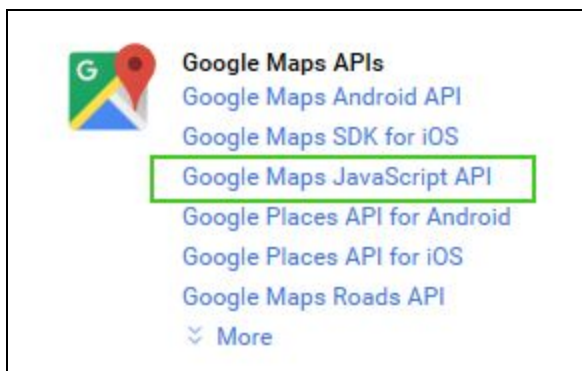 G
Google Maps APIs
Google Maps Android API
Google Maps SDK for iOS
Google Maps JavaScript API
Google Places API for Android
Google Places API for iOS
Google Maps Roads API
More